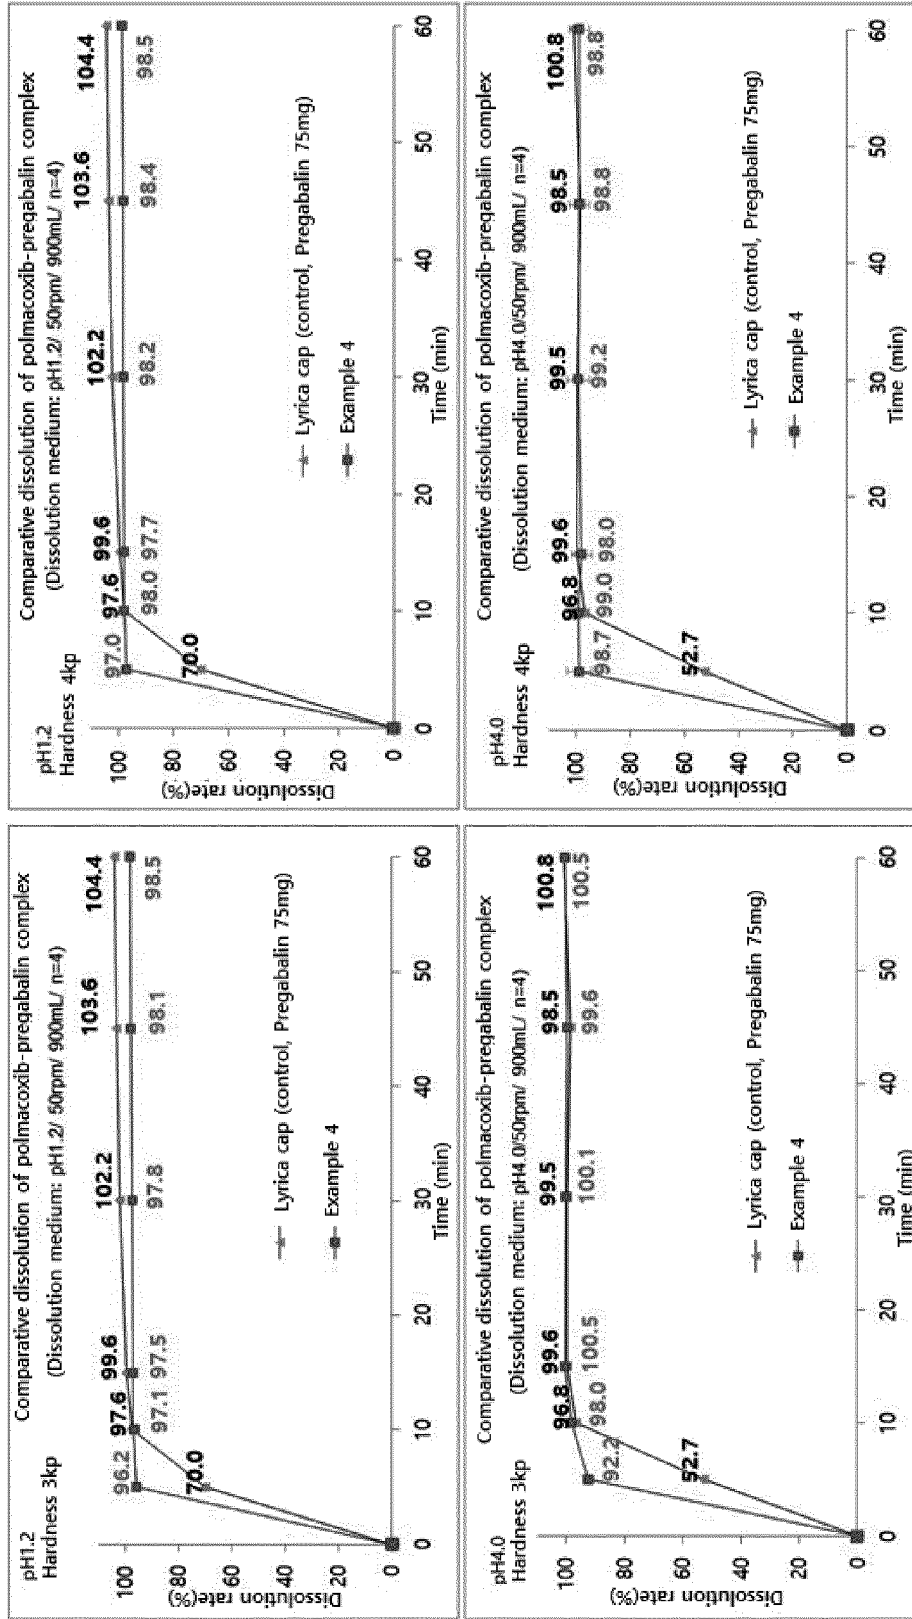 pH1.2
Hardness 3kp
Comparative dissolution of polmacoxib-pregabalin complex
(Dissolution medium: pH1.2/ 50rpm/ 900mL/ n=4)
Dissolution rate(%)
100
80
60
40
20
0
96.2
70.0
97.6
99.6
102.2
103.6
104.4
97.1
97.5
97.8
98.1
98.5
Lyrica cap (control, Pregabalin 75mg)
Example 4
0 10 20 30 40 50 60
Time (min)
pH1.2
Hardness 4kp
Comparative dissolution of polmacoxib-pregabalin complex
(Dissolution medium: pH1.2/ 50rpm/ 900mL/ n=4)
Dissolution rate(%)
100
80
60
40
20
0
97.0
70.0
97.6
99.6
102.2
103.6
104.4
98.0
97.7
98.2
98.4
98.5
Lyrica cap (control, Pregabalin 75mg)
Example 4
0 10 20 30 40 50 60
Time (min)
pH4.0
Hardness 3kp
Comparative dissolution of polmacoxib-pregabalin complex
(Dissolution medium: pH4.0/50rpm/ 900mL/ n=4)
Dissolution rate(%)
100
80
60
40
20
0
92.2
52.7
96.8
99.6
99.5
98.5
100.8
98.0
100.5
100.1
99.6
100.5
Lyrica cap (control, Pregabalin 75mg)
Example 4
0 10 20 30 40 50 60
Time (min)
pH4.0
Hardness 4kp
Comparative dissolution of polmacoxib-pregabalin complex
(Dissolution medium: pH4.0/50rpm/ 900mL/ n=4)
Dissolution rate(%)
100
80
60
40
20
0
98.7
52.7
96.8
99.6
99.5
98.5
100.8
99.0
98.0
99.2
98.8
98.8
Lyrica cap (control, Pregabalin 75mg)
Example 4
0 10 20 30 40 50 60
Time (min)